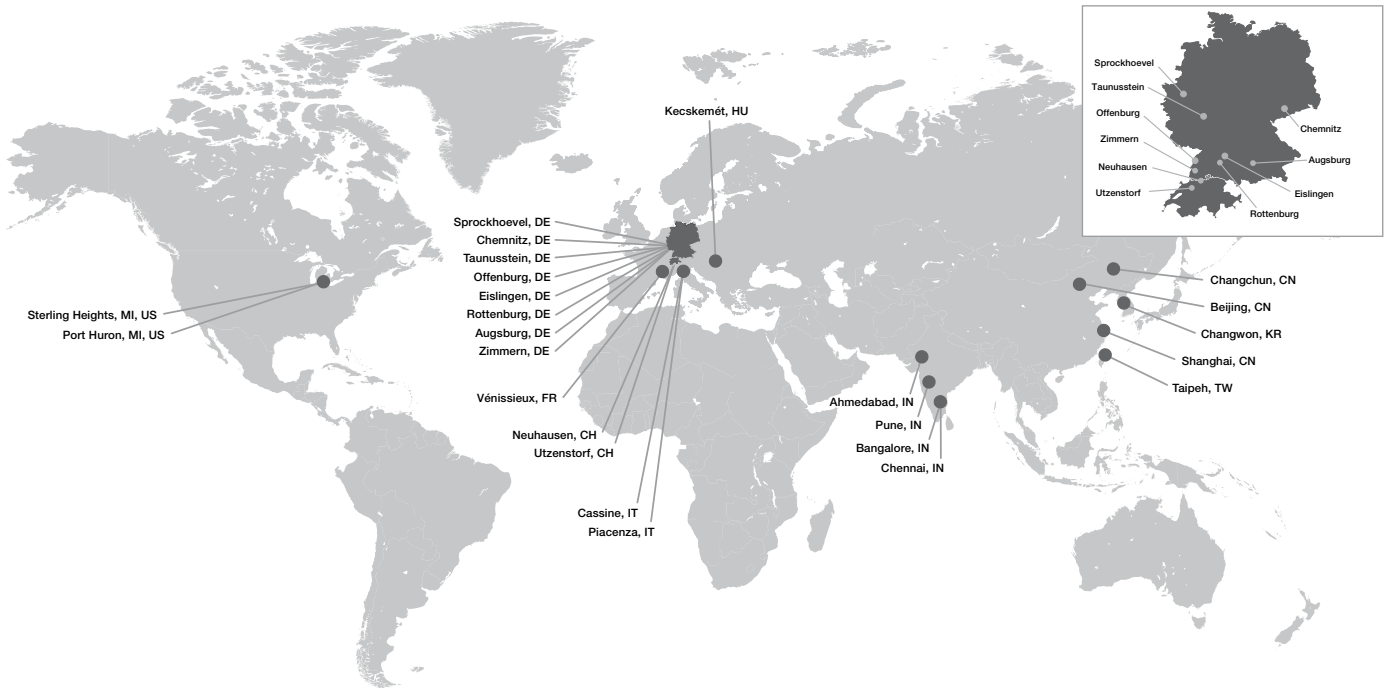 Kecskemét, HU
Sprockhoevel, DE
Chemnitz, DE
Taunusstein, DE
Offenburg, DE
Eislingen, DE
Rottenburg, DE
Augsburg, DE
Zimmern, DE
Vénissieux, FR
Neuhausen, CH
Utzenstorf, CH
Cassine, IT
Piacenza, IT
Sterling Heights, MI, US
Port Huron, MI, US
Ahmedabad, IN
Pune, IN
Bangalore, IN
Chennai, IN
Changchun, CN
Beijing, CN
Changwon, KR
Shanghai, CN
Taipeh, TW
Sprockhoevel
Taunusstein
Offenburg
Zimmern
Neuhausen
Utzenstorf
Chemnitz
Augsburg
Eislingen
Rottenburg